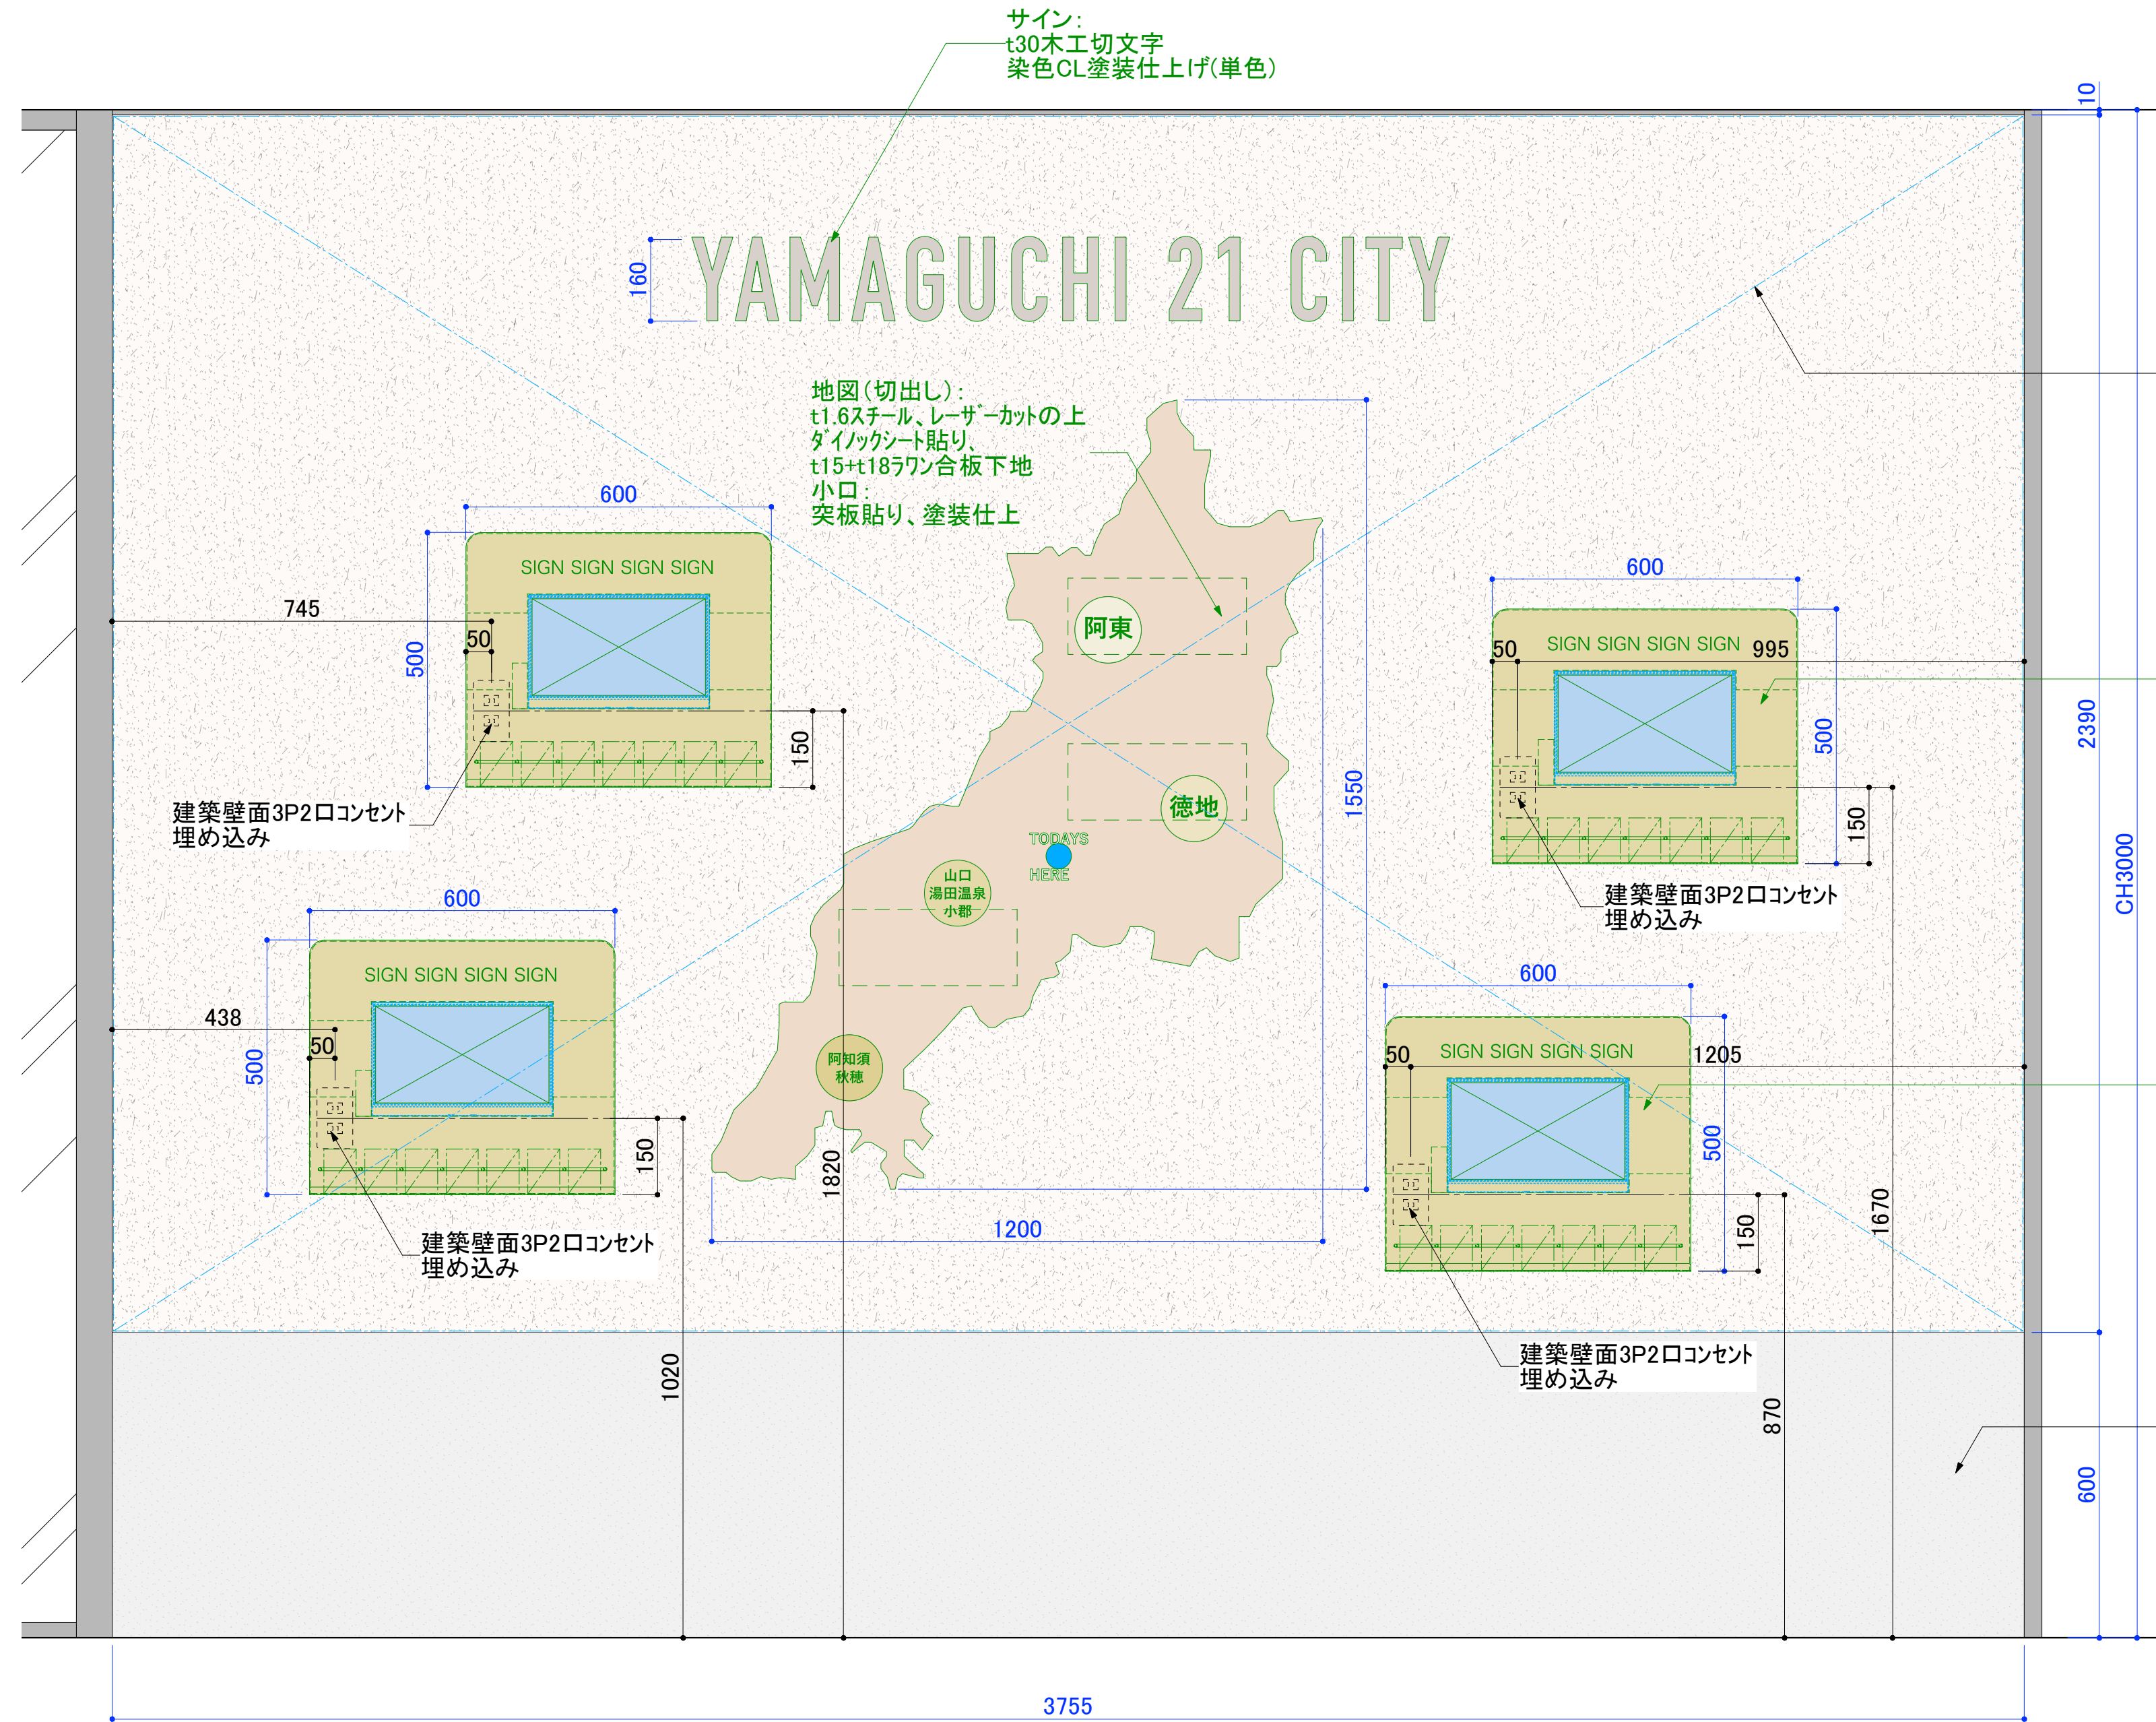 サイン：
t30木工切文字
染色CL塗装仕上げ(単色)
10
YAMAGUCHI 21 CITY
160
地図(切出し)：
t1.6スチール、レーザーカットの上
ダイノックシート貼り、
t15+t18ラワン合板下地
小口：
突板貼り、塗装仕上
600
500
SIGN SIGN SIGN SIGN
745
50
150
建築壁面3P2口コンセント
埋め込み
600
SIGN SIGN SIGN SIGN
50
995
500
150
建築壁面3P2口コンセント
埋め込み
阿東
徳地
TODAYS
HERE
山口
湯田温泉
小郡
阿知須
秋穂
1550
1200
2390
CH3000
600
SIGN SIGN SIGN SIGN
438
50
500
150
建築壁面3P2口コンセント
埋め込み
600
SIGN SIGN SIGN SIGN
50
1205
500
150
建築壁面3P2口コンセント
埋め込み
1820
1020
1670
870
600
3755